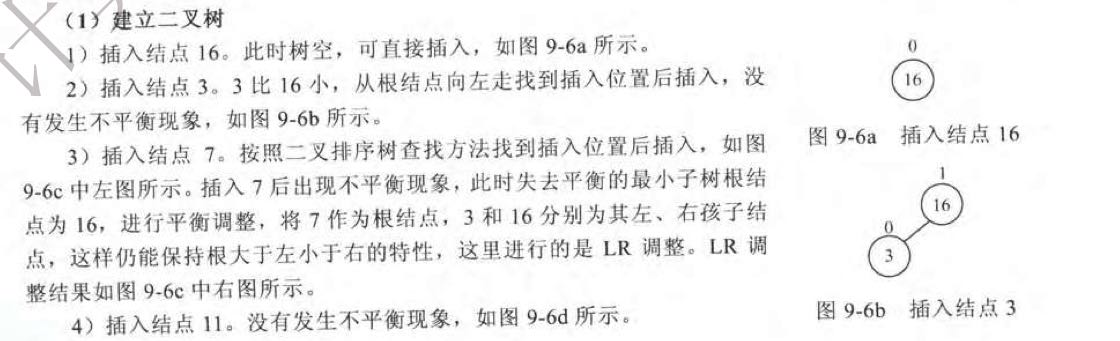 （1）建立二叉树
1）插入结点 16。此时树空，可直接插入，如图 9-6a 所示。
2）插入结点 3。3 比 16 小，从根结点向左走找到插入位置后插入，没
有发生不平衡现象，如图 9-6b 所示。
3）插入结点 7。按照二叉排序树查找方法找到插入位置后插入，如图
9-6c 中左图所示。插入 7 后出现不平衡现象，此时失去平衡的最小子树根结
点为 16，进行平衡调整，将 7 作为根结点，3 和 16 分别为其左、右孩子结
点，这样仍能保持根大于左小于右的特性，这里进行的是 LR 调整。LR 调
整结果如图 9-6c 中右图所示。
4）插入结点 11。没有发生不平衡现象，如图 9-6d 所示。
0
16
图 9-6a 插入结点 16
1
16
0
3
图 9-6b 插入结点 3